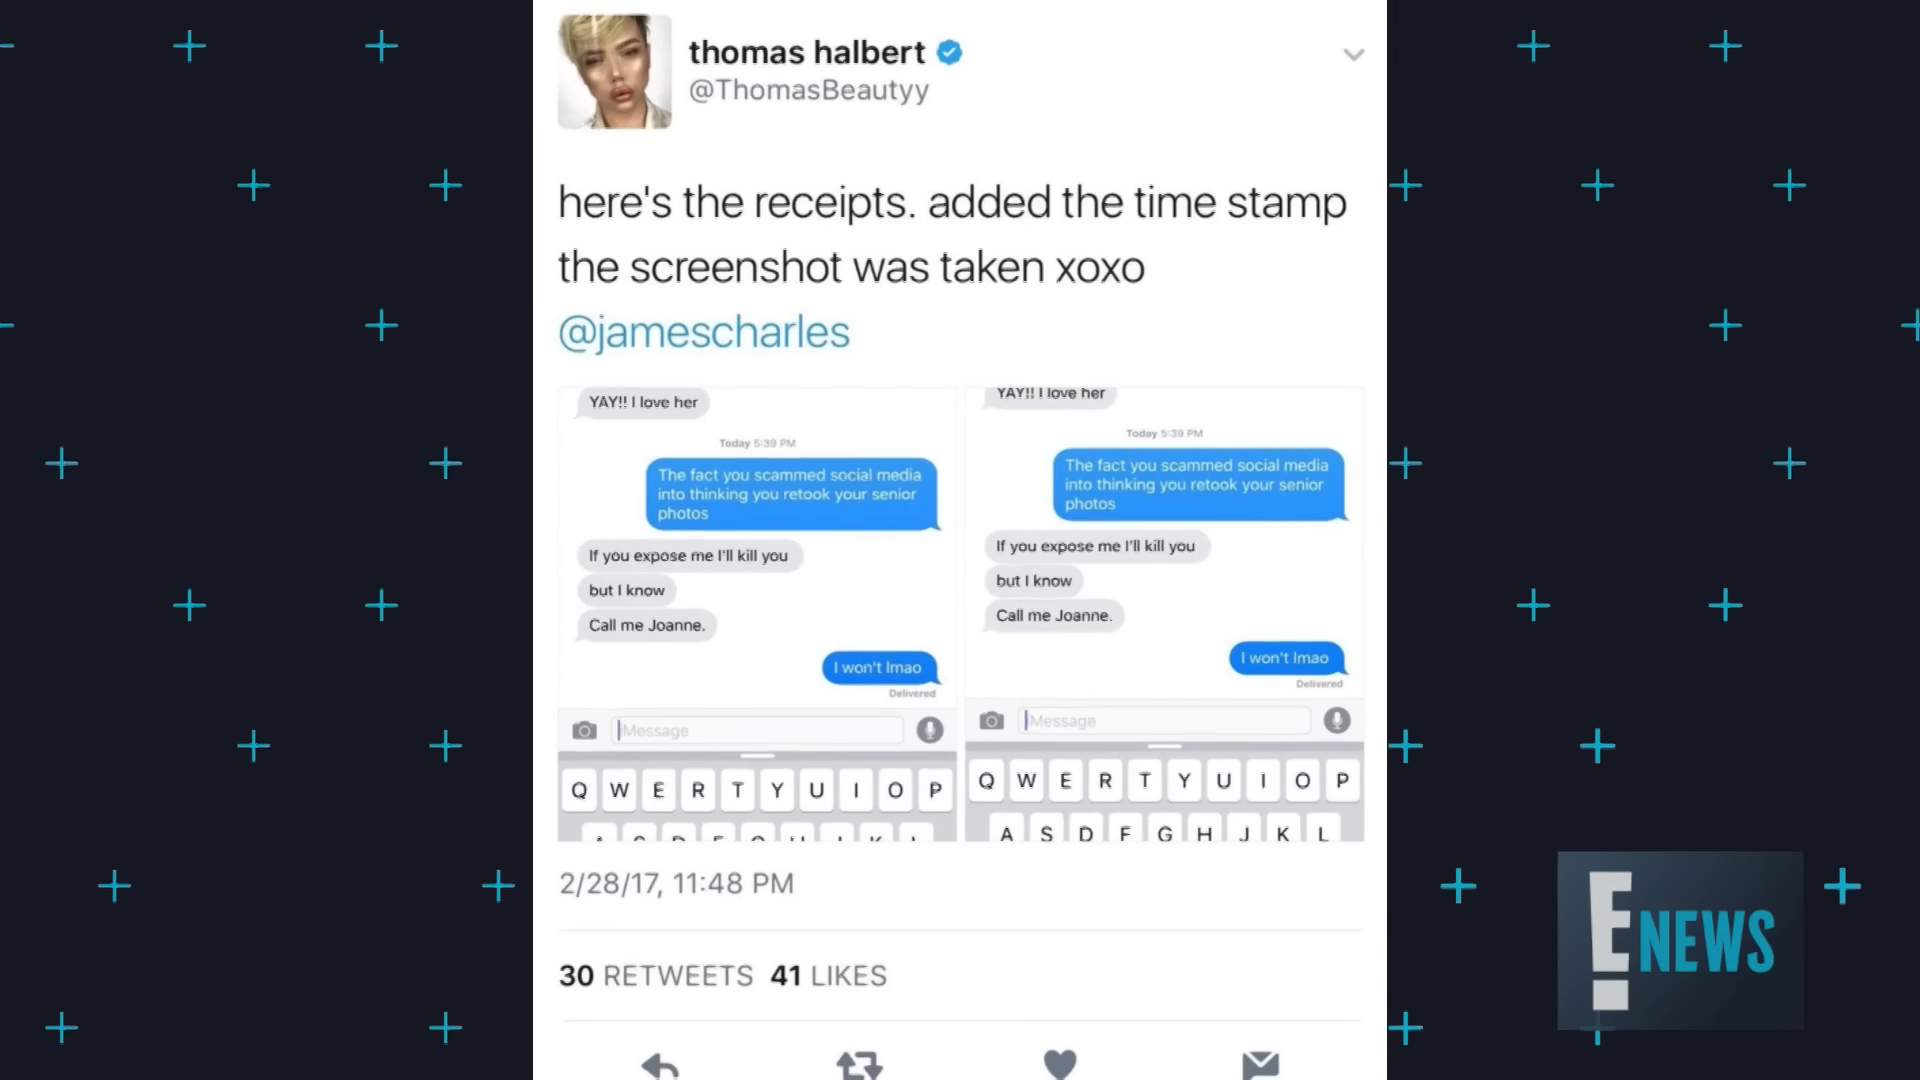 thomas halbert
@ThomasBeautyy
here's the receipts. added the time stamp
the screenshot was taken xoxo
@jamescharles
YAY!! I love her
Today 5:39 PM
The fact you scammed social media
into thinking you retook your senior
photos
If you expose me I'll kill you
but I know
Call me Joanne.
I won't lmao
Delivered
Message
Q W E R T Y U I O P
A S D F G H J K L
YAY!! I love her
Today 5:39 PM
The fact you scammed social media
into thinking you retook your senior
photos
If you expose me I'll kill you
but I know
Call me Joanne.
I won't lmao
Delivered
Message
Q W E R T Y U I O P
A S D F G H J K L
2/28/17, 11:48 PM
30 RETWEETS 41 LIKES
E! NEWS